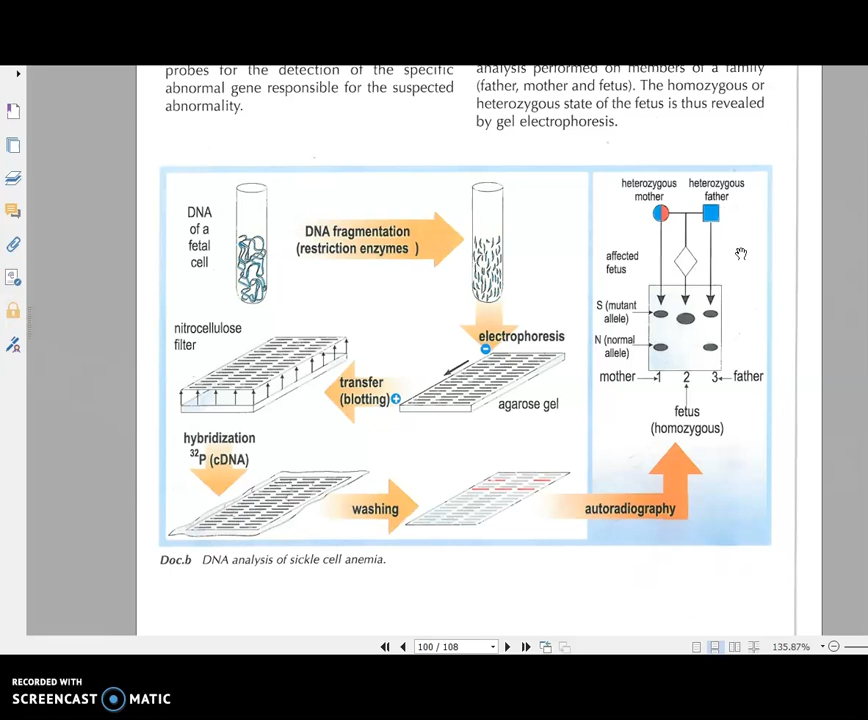 probes for the detection of the specific
abnormal gene responsible for the suspected
abnormality.
analysis performed on members of a family
(father, mother and fetus). The homozygous or
heterozygous state of the fetus is thus revealed
by gel electrophoresis.
DNA
of a
fetal
cell
DNA fragmentation
(restriction enzymes )
electrophoresis
agarose gel
transfer
(blotting)
nitrocellulose
filter
hybridization
32P (cDNA)
washing
autoradiography
heterozygous
mother
heterozygous
father
affected
fetus
S (mutant
allele)
N (normal
allele)
mother 1 2 3 father
fetus
(homozygous)
Doc.b DNA analysis of sickle cell anemia.
100 / 108
135.87%
RECORDED WITH
SCREENCAST MATIC